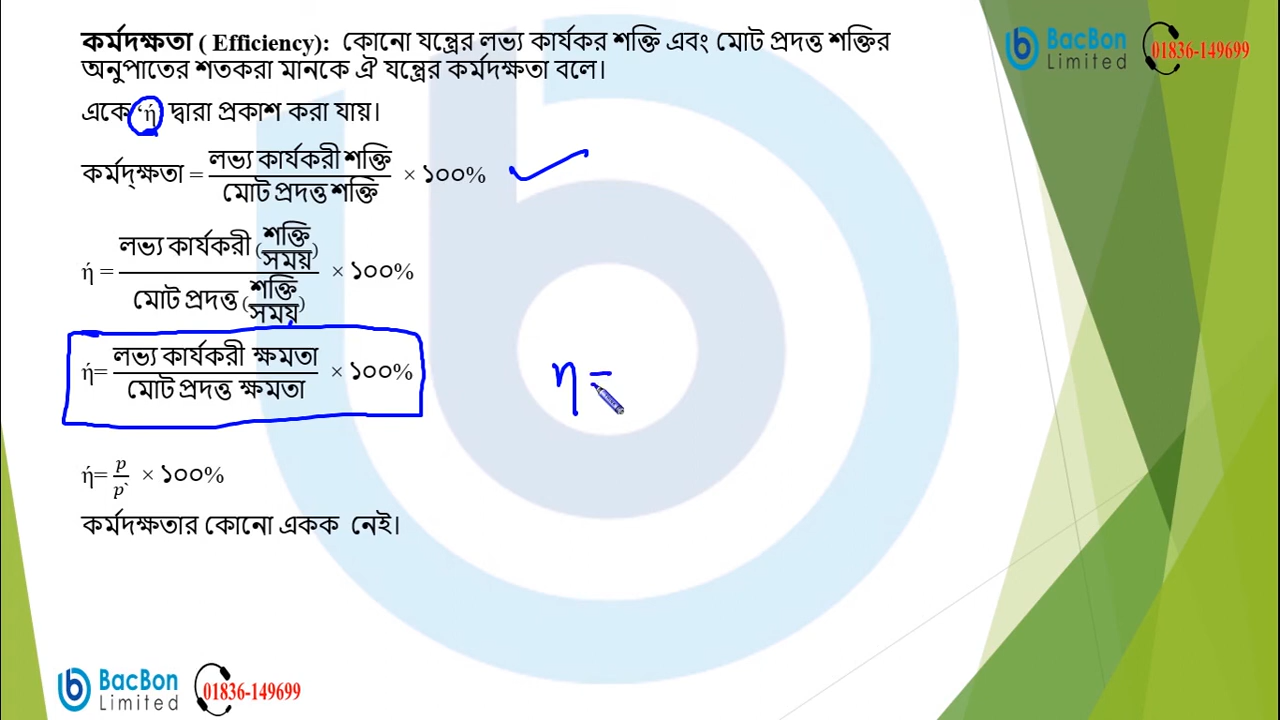 কর্মদক্ষতা ( Efficiency): কোনো যন্ত্রের লভ্য কার্যকর শক্তি এবং মোট প্রদত্ত শক্তির
অনুপাতের শতকরা মানকে ঐ যন্ত্রের কর্মদক্ষতা বলে।
একে ‘ή’ দ্বারা প্রকাশ করা যায়।
কর্মদ্ক্ষতা = লভ্য কার্যকরী শক্তি / মোট প্রদত্ত শক্তি × ১০০%
ή = লভ্য কার্যকরী (শক্তি/সময়) / মোট প্রদত্ত (শক্তি/সময়) × ১০০%
ή= লভ্য কার্যকরী ক্ষমতা / মোট প্রদত্ত ক্ষমতা × ১০০%
η =
ή= p/p` × ১০০%
কর্মদক্ষতার কোনো একক নেই।
BacBon Limited 01836-149699
BacBon Limited 01836-149699